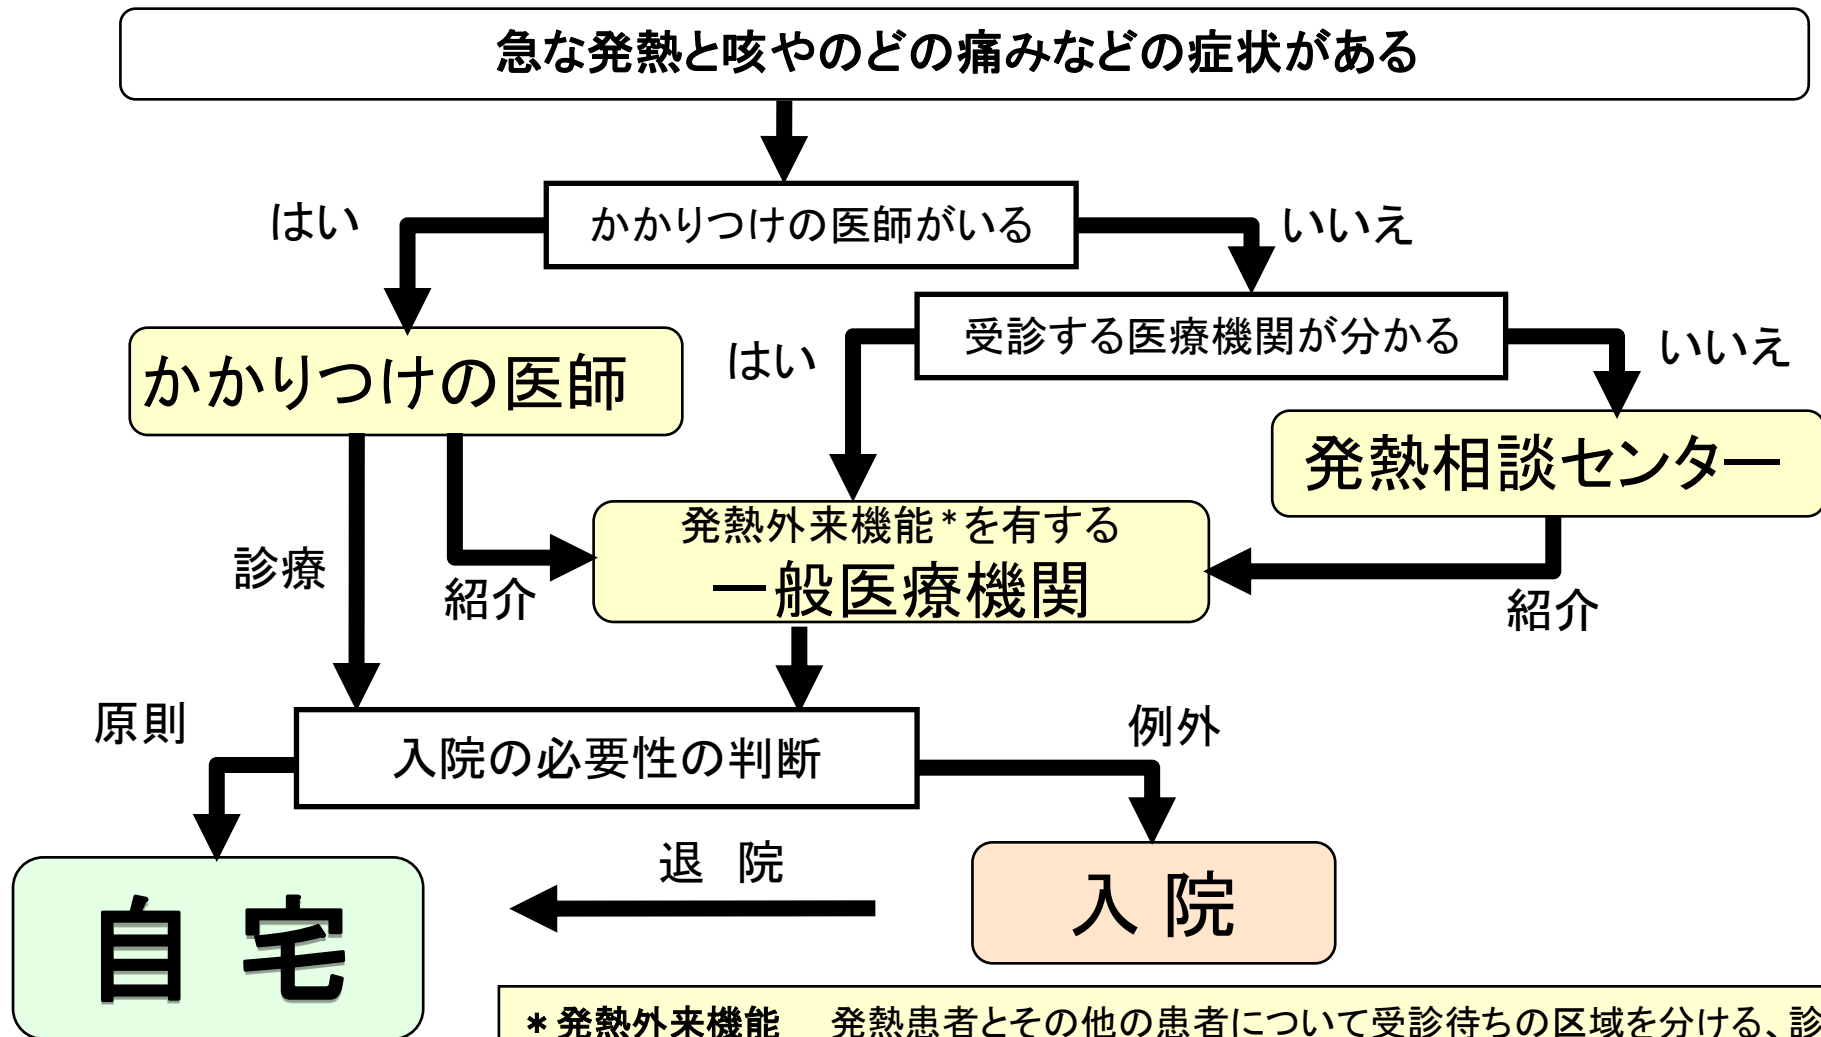 急な発熱と咳やのどの痛みなどの症状がある
はい
かかりつけの医師がいる
いいえ
受診する医療機関が分かる
はい
いいえ
かかりつけの医師
発熱相談センター
発熱外来機能*を有する
一般医療機関
診療
紹介
紹介
原則
入院の必要性の判断
例外
退 院
自 宅
入 院
*発熱外来機能 発熱患者とその他の患者について受診待ちの区域を分ける、診